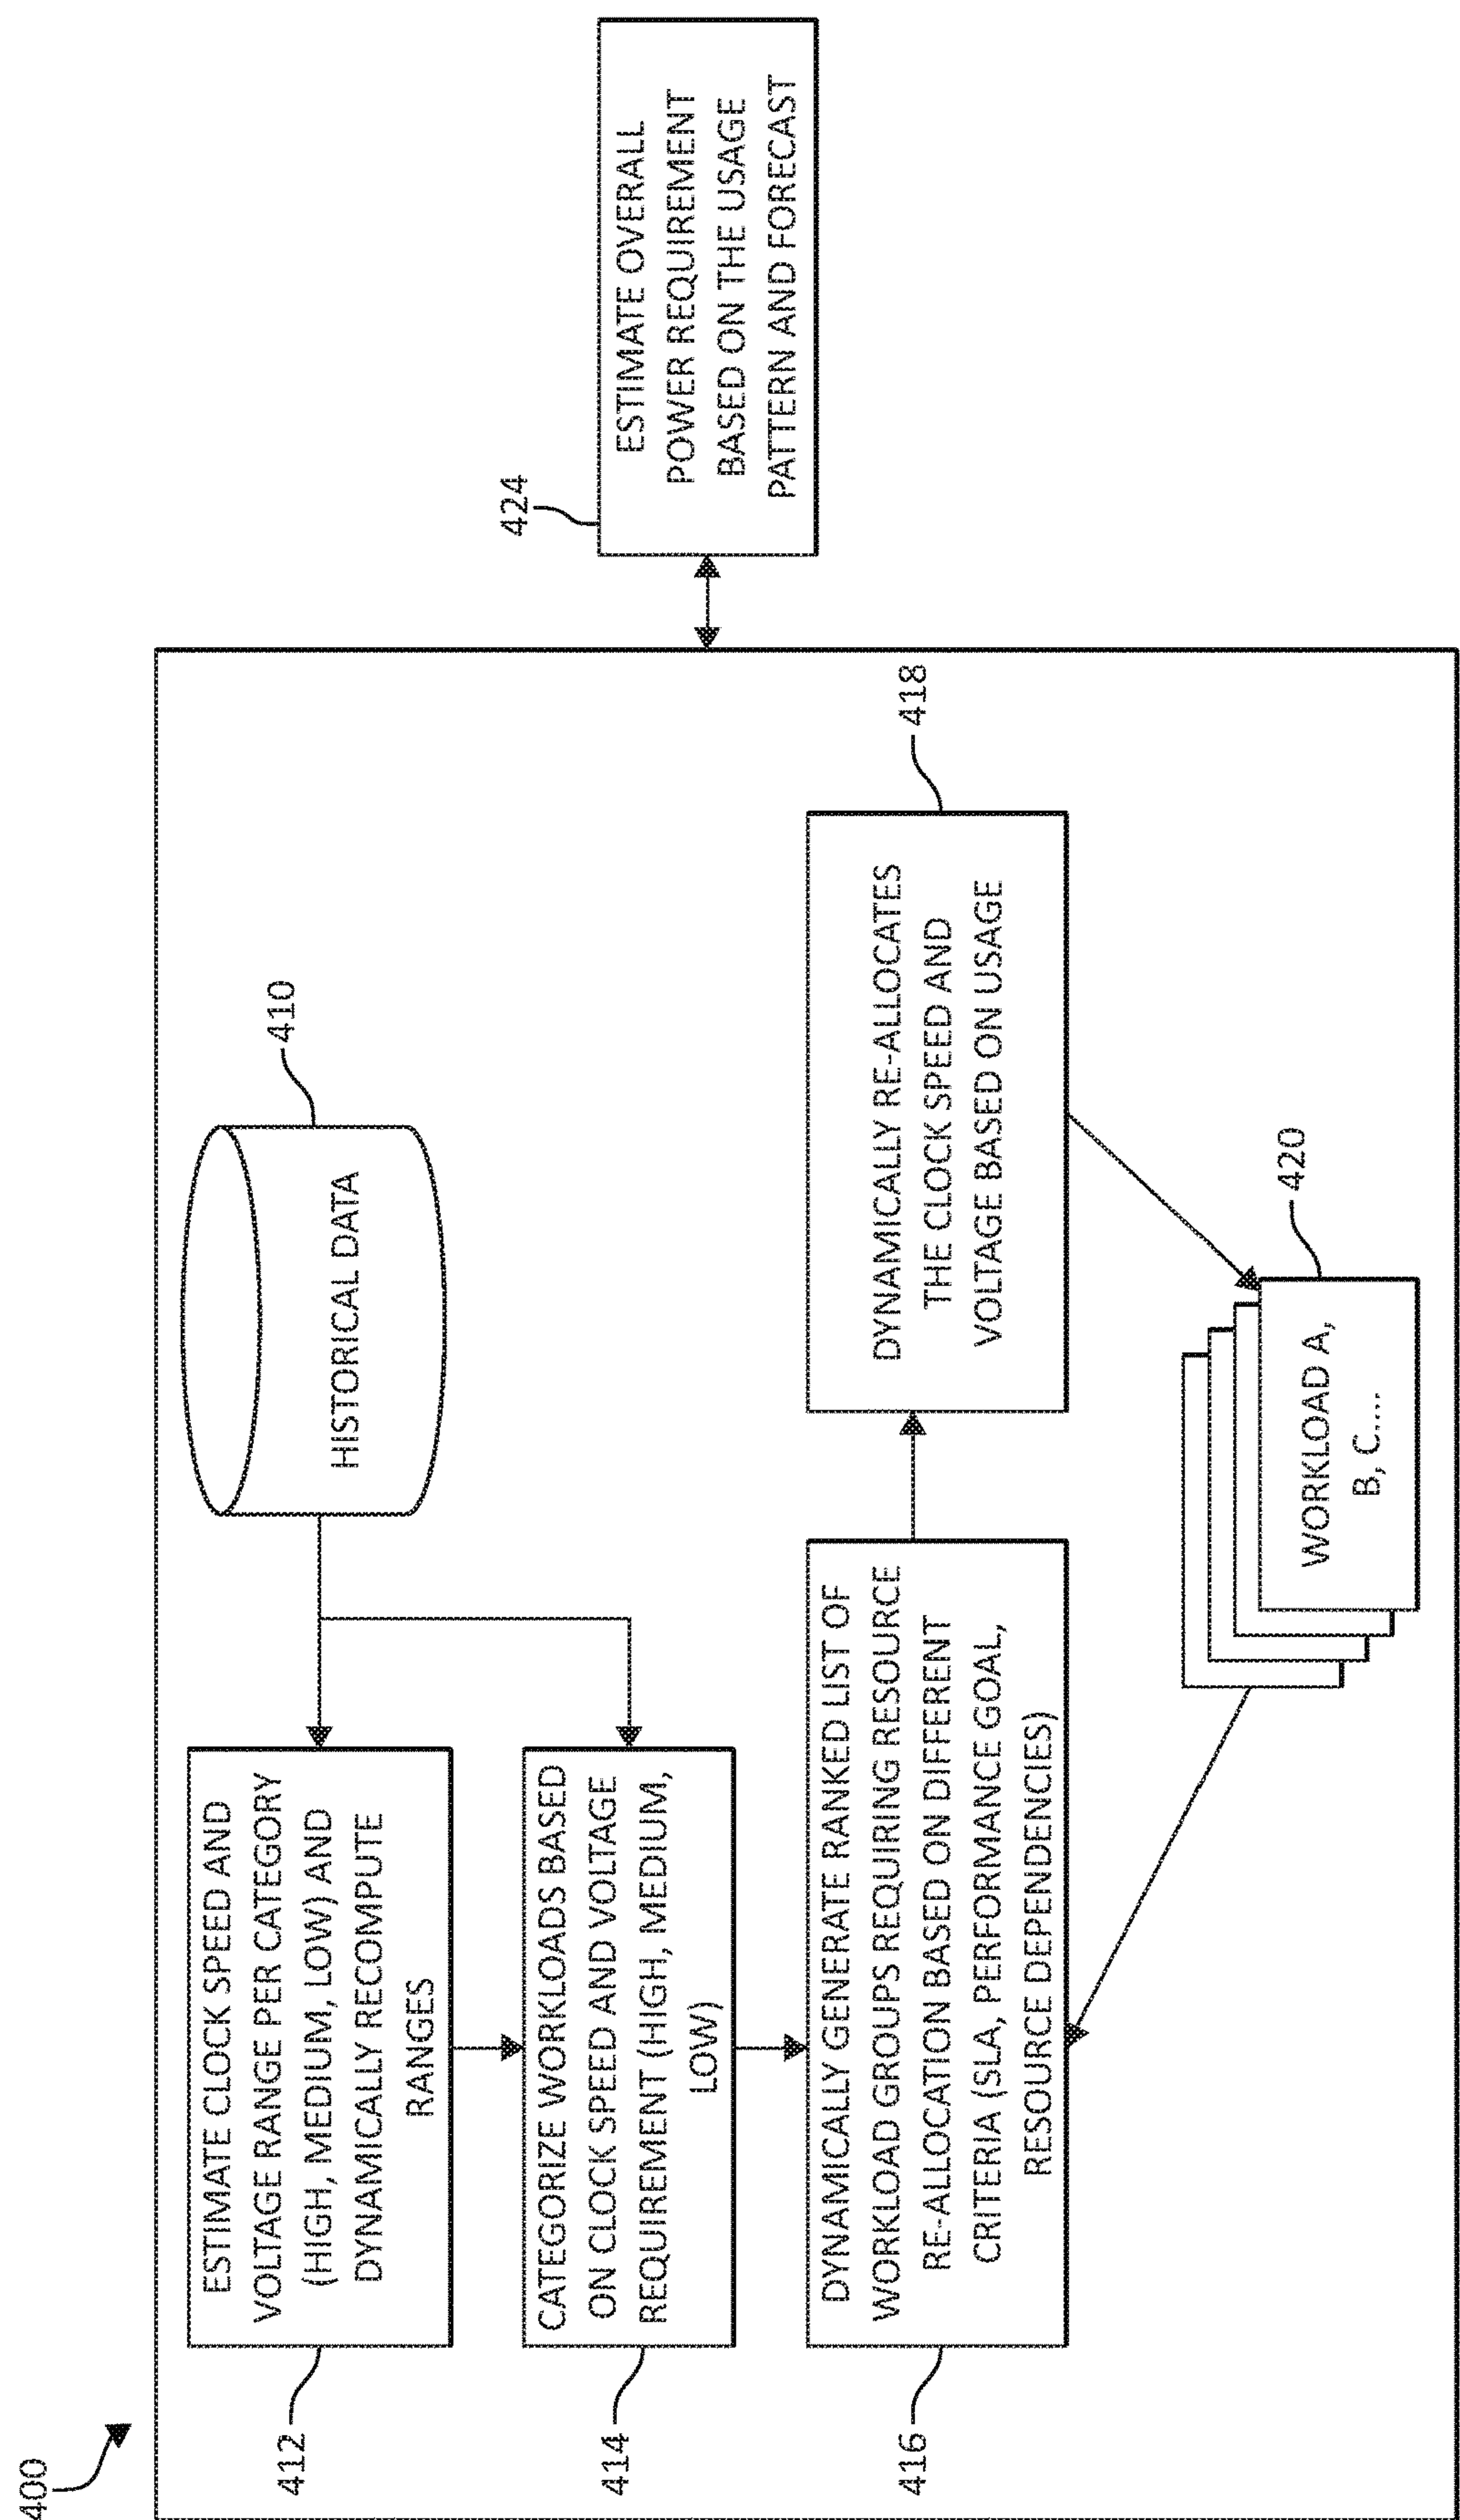 400
410
HISTORICAL DATA
412
ESTIMATE CLOCK SPEED AND
VOLTAGE RANGE PER CATEGORY
(HIGH, MEDIUM, LOW) AND
DYNAMICALLY RECOMPUTE
RANGES
414
CATEGORIZE WORKLOADS BASED
ON CLOCK SPEED AND VOLTAGE
REQUIREMENT (HIGH, MEDIUM,
LOW)
416
DYNAMICALLY GENERATE RANKED LIST OF
WORKLOAD GROUPS REQUIRING RESOURCE
RE-ALLOCATION BASED ON DIFFERENT
CRITERIA (SLA, PERFORMANCE GOAL,
RESOURCE DEPENDENCIES)
418
DYNAMICALLY RE-ALLOCATES
THE CLOCK SPEED AND
VOLTAGE BASED ON USAGE
420
WORKLOAD A,
B, C....
424
ESTIMATE OVERALL
POWER REQUIREMENT
BASED ON THE USAGE
PATTERN AND FORECAST